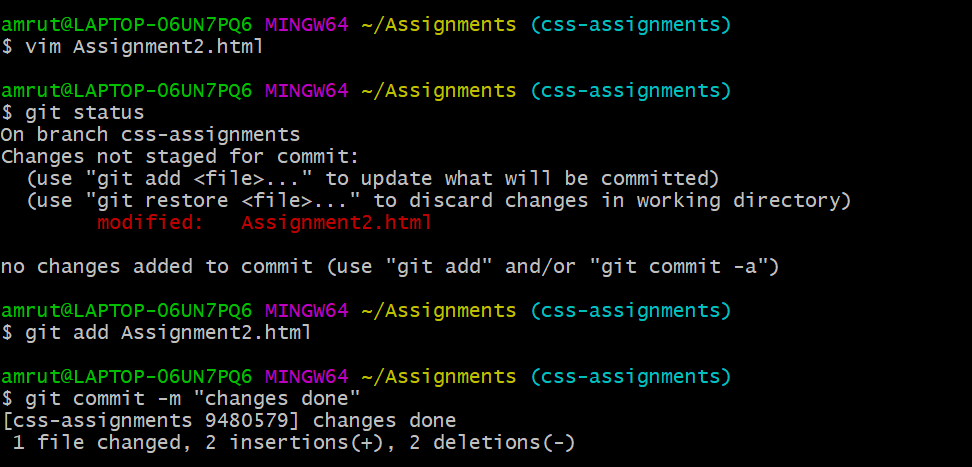 amrut@LAPTOP-O6UN7PQ6 MINGW64 ~/Assignments (css-assignments)
$ vim Assignment2.html
amrut@LAPTOP-O6UN7PQ6 MINGW64 ~/Assignments (css-assignments)
$ git status
On branch css-assignments
Changes not staged for commit:
  (use "git add <file>..." to update what will be committed)
  (use "git restore <file>..." to discard changes in working directory)
        modified:   Assignment2.html
no changes added to commit (use "git add" and/or "git commit -a")
amrut@LAPTOP-O6UN7PQ6 MINGW64 ~/Assignments (css-assignments)
$ git add Assignment2.html
amrut@LAPTOP-O6UN7PQ6 MINGW64 ~/Assignments (css-assignments)
$ git commit -m "changes done"
[css-assignments 9480579] changes done
 1 file changed, 2 insertions(+), 2 deletions(-)